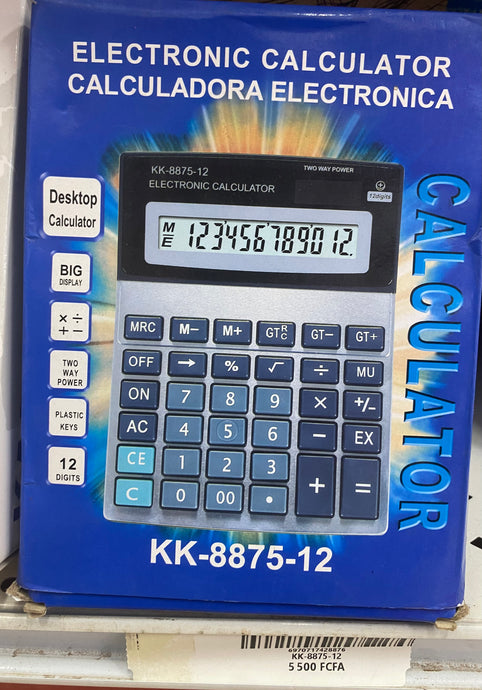 ELECTRONIC CALCULATOR
CALCULADORA ELECTRONICA
KK-8875-12
TWO WAY POWER
ELECTRONIC CALCULATOR
12digits
M
E
123456789012.
Desktop
Calculator
BIG
DISPLAY
× ÷
+ −
TWO
WAY
POWER
PLASTIC
KEYS
12
DIGITS
MRC M− M+ GT R C GT− GT+
OFF → % √ ÷ MU
ON 7 8 9 × +/−
AC 4 5 6 − EX
CE 1 2 3 + =
C 0 00 •
CALCULATOR
KK-8875-12
6970717428876
KK-8875-12
5 500 FCFA